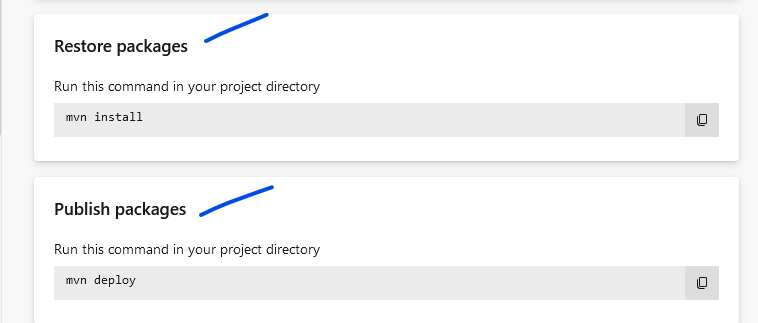 Restore packages
Run this command in your project directory
mvn install
Publish packages
Run this command in your project directory
mvn deploy